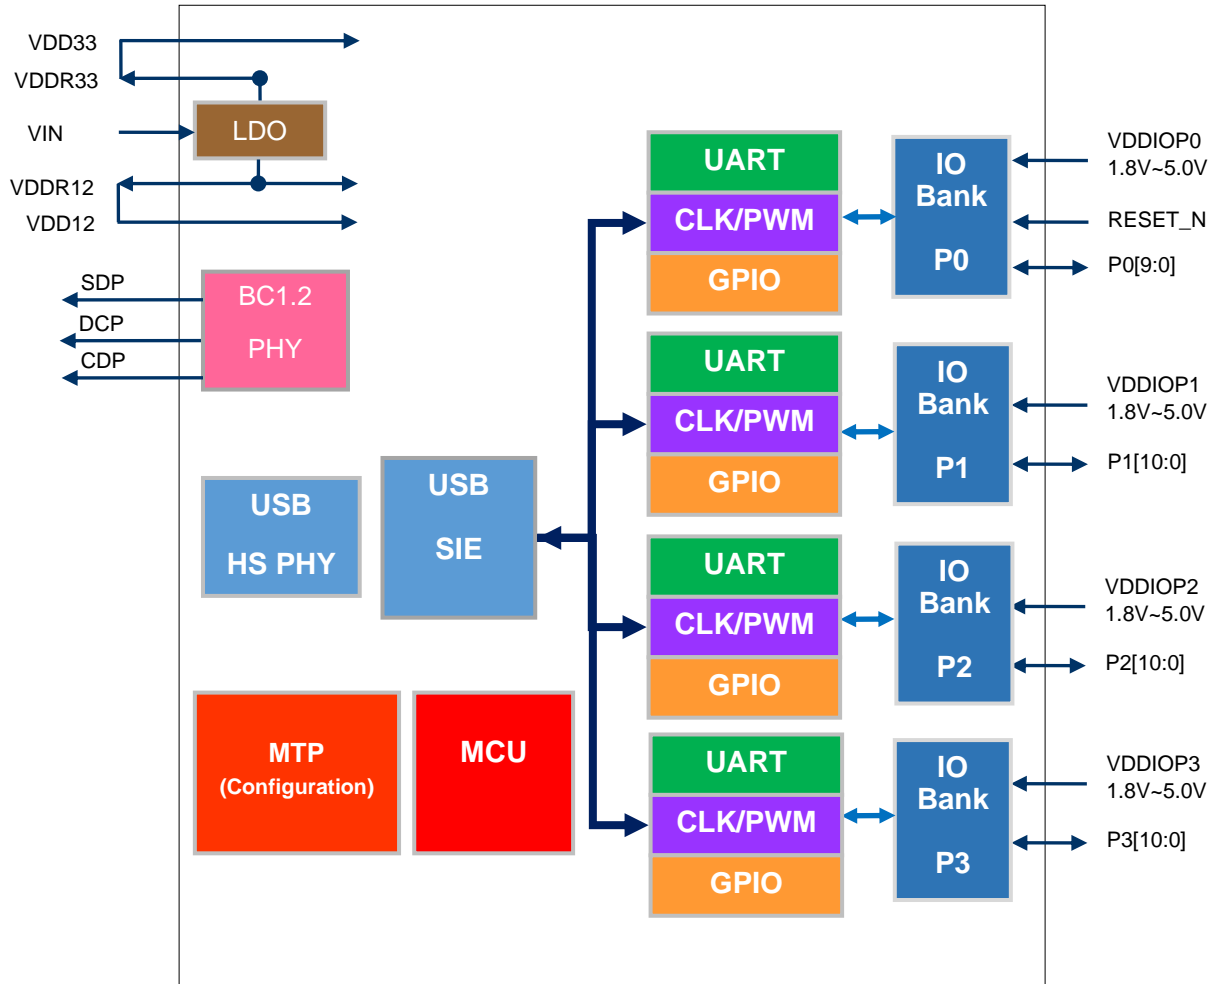 VDD33
VDDR33
VIN
LDO
VDDR12
VDD12
SDP
DCP
CDP
BC1.2
PHY
USB
HS PHY
USB
SIE
MTP
(Configuration)
MCU
UART
CLK/PWM
GPIO
IO
Bank
P0
VDDIOP0
1.8V~5.0V
RESET_N
P0[9:0]
UART
CLK/PWM
GPIO
IO
Bank
P1
VDDIOP1
1.8V~5.0V
P1[10:0]
UART
CLK/PWM
GPIO
IO
Bank
P2
VDDIOP2
1.8V~5.0V
P2[10:0]
UART
CLK/PWM
GPIO
IO
Bank
P3
VDDIOP3
1.8V~5.0V
P3[10:0]